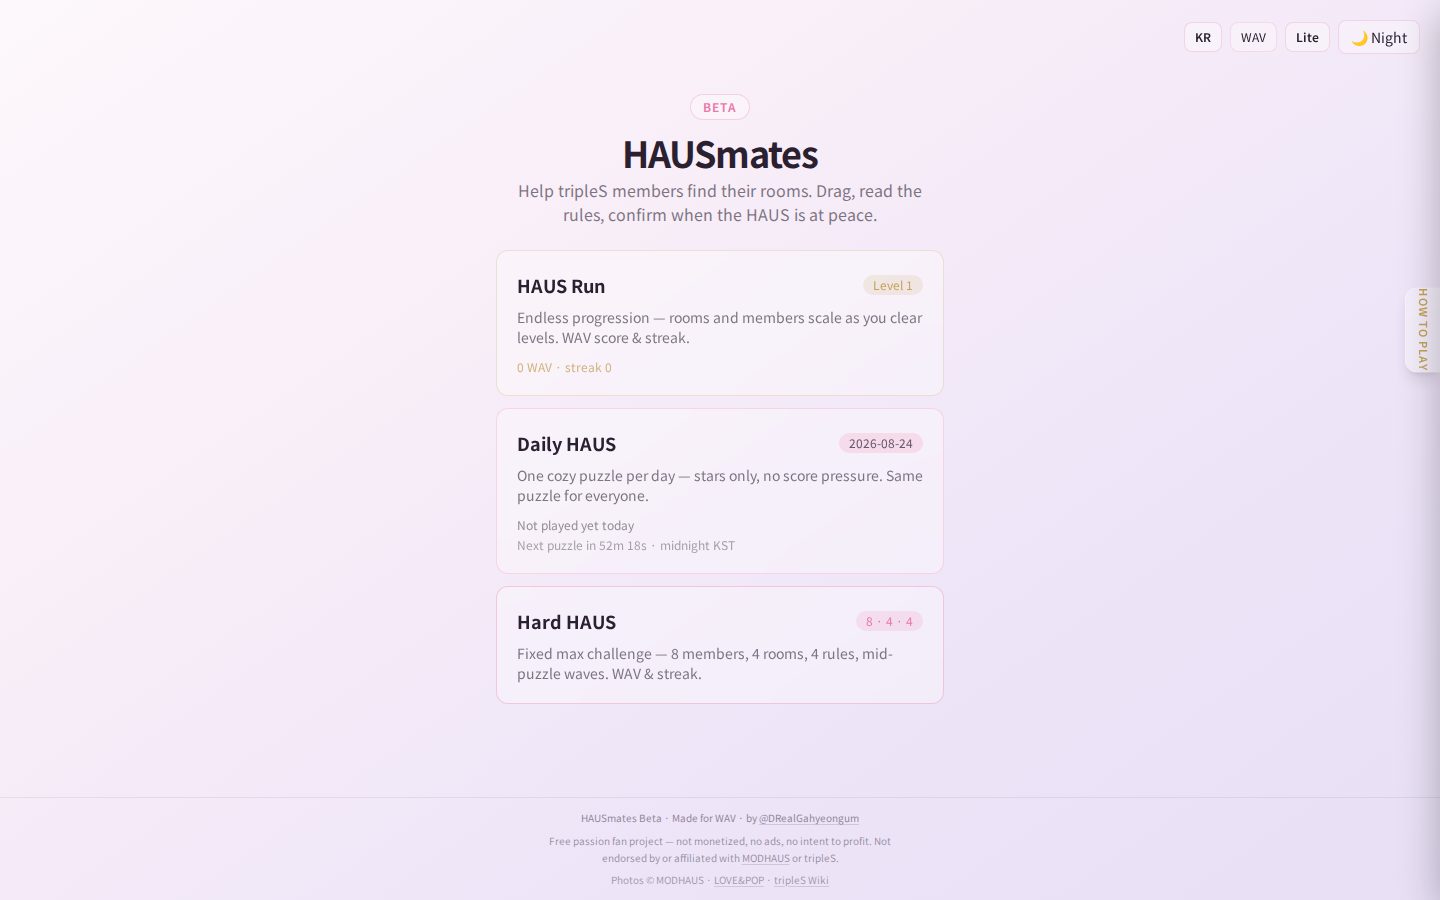 KR
WAV
Lite
🌙 Night
BETA
HAUSmates
Help tripleS members find their rooms. Drag, read the
rules, confirm when the HAUS is at peace.
HAUS Run
Level 1
Endless progression — rooms and members scale as you clear
levels. WAV score & streak.
0 WAV · streak 0
HOW TO PLAY
Daily HAUS
2026-08-24
One cozy puzzle per day — stars only, no score pressure. Same
puzzle for everyone.
Not played yet today
Next puzzle in 52m 18s · midnight KST
Hard HAUS
8 · 4 · 4
Fixed max challenge — 8 members, 4 rooms, 4 rules, mid-
puzzle waves. WAV & streak.
HAUSmates Beta · Made for WAV · by @DRealGahyeongum
Free passion fan project — not monetized, no ads, no intent to profit. Not
endorsed by or affiliated with MODHAUS or tripleS.
Photos © MODHAUS · LOVE&POP · tripleS Wiki